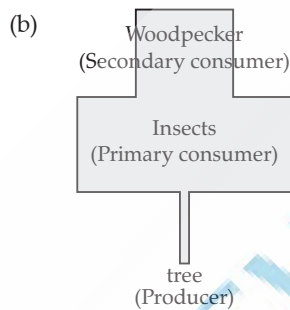 (b)
Woodpecker
(Secondary consumer)
Insects
(Primary consumer)
tree
(Producer)